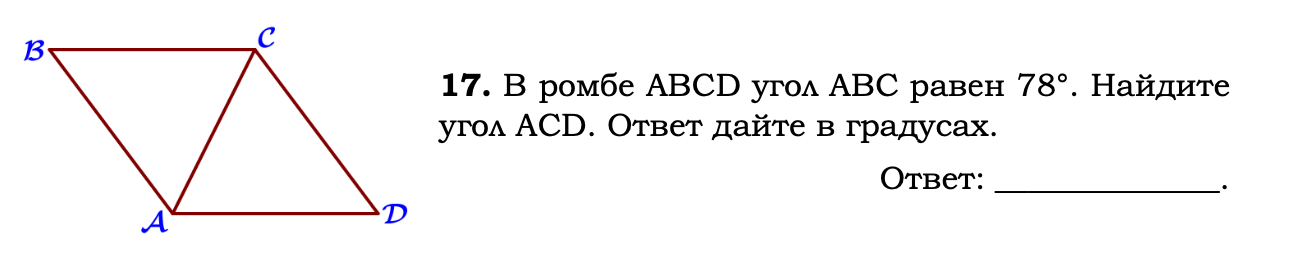 B
C
A
D
17. В ромбе ABCD угол ABC равен 78°. Найдите
угол ACD. Ответ дайте в градусах.
Ответ: ______________.